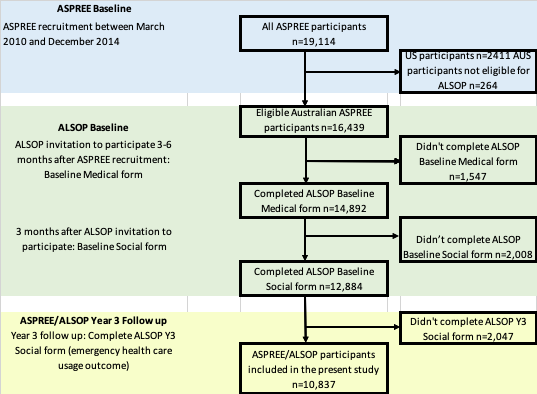 ASPREE Baseline
ASPREE recruitment between March
2010 and December 2014
All ASPREE participants
n=19,114
US participants n=2411 AUS
participants not eligible for
ALSOP n=264
Eligible Australian ASPREE
participants n=16,439
ALSOP Baseline
ALSOP invitation to participate 3-6
months after ASPREE recruitment:
Baseline Medical form
Didn't complete ALSOP
Baseline Medical form
n=1,547
Completed ALSOP Baseline
Medical form n=14,892
3 months after ALSOP invitation to
participate: Baseline Social form
Didn't complete ALSOP
Baseline Social form n=2,008
Completed ALSOP Baseline
Social form n=12,884
ASPREE/ALSOP Year 3 Follow up
Year 3 follow up: Complete ALSOP Y3
Social form (emergency health care
usage outcome)
Didn't complete ALSOP Y3
Social form n=2,047
ASPREE/ALSOP participants
included in the present study
n=10,837